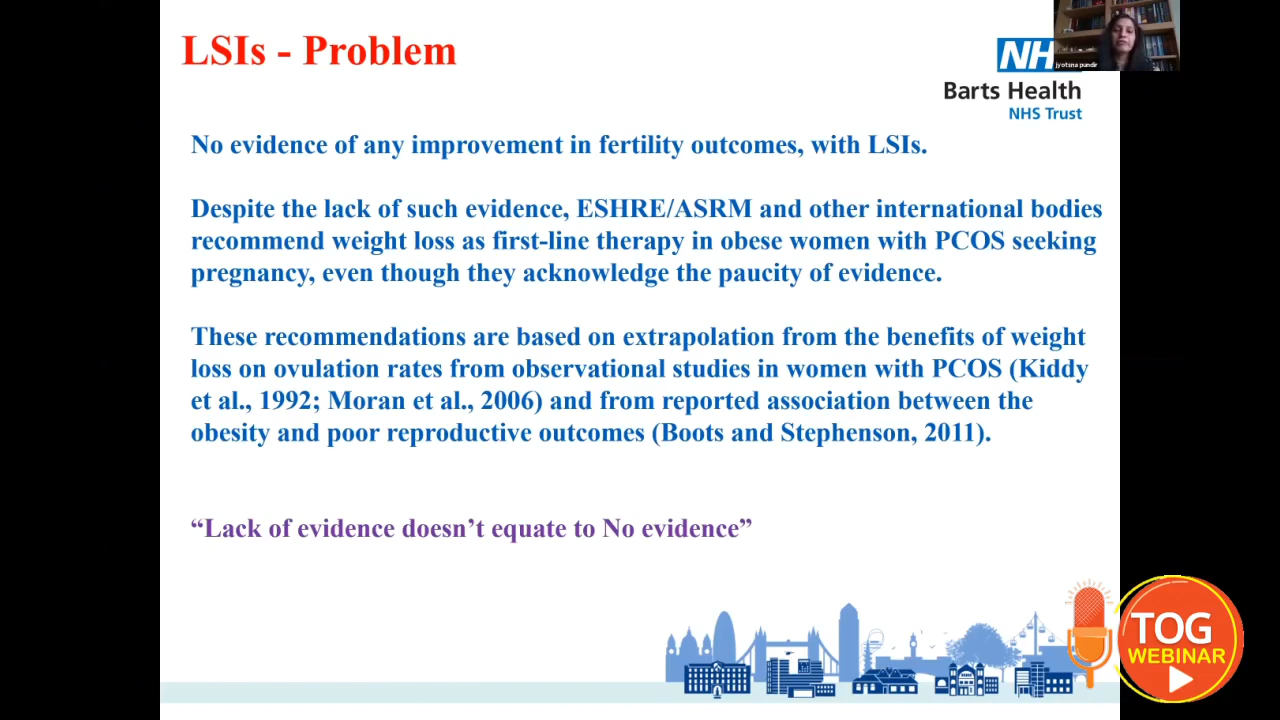 LSIs - Problem
NH
jyotsna pundir
Barts Health
NHS Trust
No evidence of any improvement in fertility outcomes, with LSIs.
Despite the lack of such evidence, ESHRE/ASRM and other international bodies
recommend weight loss as first-line therapy in obese women with PCOS seeking
pregnancy, even though they acknowledge the paucity of evidence.
These recommendations are based on extrapolation from the benefits of weight
loss on ovulation rates from observational studies in women with PCOS (Kiddy
et al., 1992; Moran et al., 2006) and from reported association between the
obesity and poor reproductive outcomes (Boots and Stephenson, 2011).
“Lack of evidence doesn’t equate to No evidence”
TOG
WEBINAR